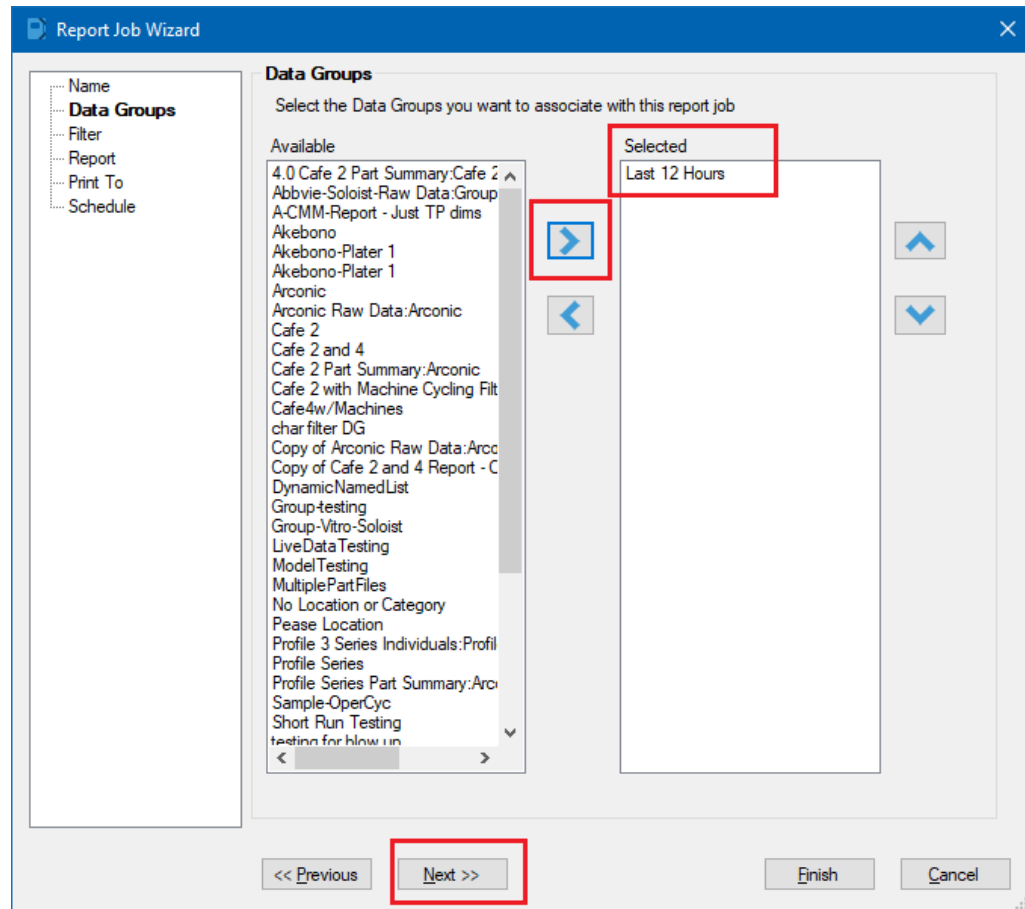 Report Job Wizard
Name
Data Groups
Filter
Report
Print To
Schedule
Data Groups
Select the Data Groups you want to associate with this report job
Available
4.0 Cafe 2 Part Summary:Cafe 2
Abbvie-Soloist-Raw Data:Group
A-CMM-Report - Just TP dims
Akebono
Akebono-Plater 1
Akebono-Plater 1
Arconic
Arconic Raw Data:Arconic
Cafe 2
Cafe 2 and 4
Cafe 2 Part Summary:Arconic
Cafe 2 with Machine Cycling Filt
Cafe4w/Machines
char filter DG
Copy of Arconic Raw Data:Arco
Copy of Cafe 2 and 4 Report - C
DynamicNamedList
Group-testing
Group-Vitro-Soloist
LiveDataTesting
ModelTesting
MultiplePartFiles
No Location or Category
Pease Location
Profile 3 Series Individuals:Profil
Profile Series
Profile Series Part Summary:Arc
Sample-OperCyc
Short Run Testing
testing for blow up
Selected
Last 12 Hours
<< Previous
Next >>
Finish
Cancel